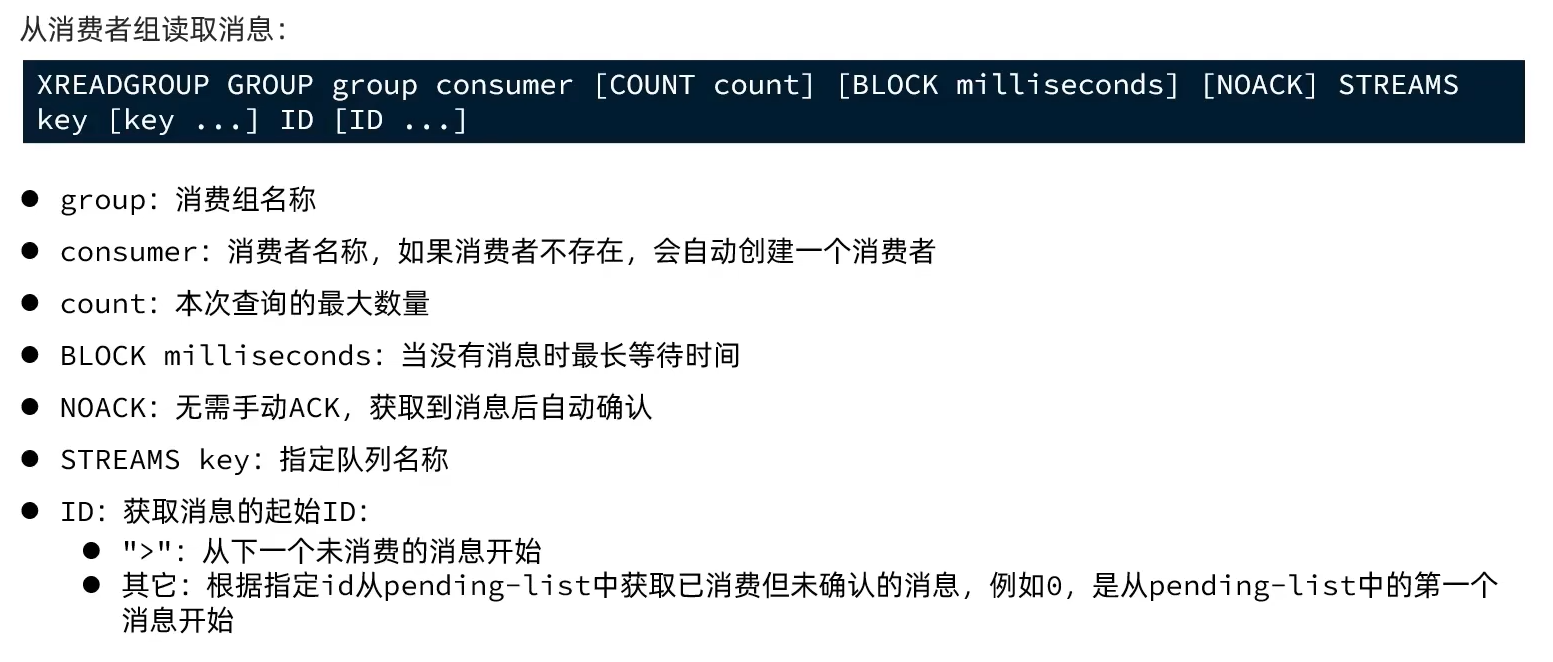 从消费者组读取消息：
XREADGROUP GROUP group consumer [COUNT count] [BLOCK milliseconds] [NOACK] STREAMS
key [key ...] ID [ID ...]
● group：消费组名称
● consumer：消费者名称，如果消费者不存在，会自动创建一个消费者
● count：本次查询的最大数量
● BLOCK milliseconds：当没有消息时最长等待时间
● NOACK：无需手动ACK，获取到消息后自动确认
● STREAMS key：指定队列名称
● ID：获取消息的起始ID：
● ">"：从下一个未消费的消息开始
● 其它：根据指定id从pending-list中获取已消费但未确认的消息，例如0，是从pending-list中的第一个
消息开始